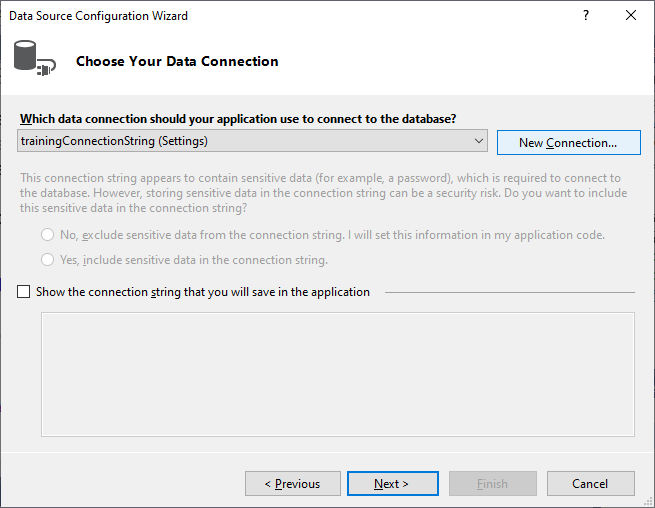 Data Source Configuration Wizard
?
Choose Your Data Connection
Which data connection should your application use to connect to the database?
trainingConnectionString (Settings)
New Connection...
This connection string appears to contain sensitive data (for example, a password), which is required to connect to
the database. However, storing sensitive data in the connection string can be a security risk. Do you want to include
this sensitive data in the connection string?
No, exclude sensitive data from the connection string. I will set this information in my application code.
Yes, include sensitive data in the connection string.
Show the connection string that you will save in the application
< Previous
Next >
Finish
Cancel